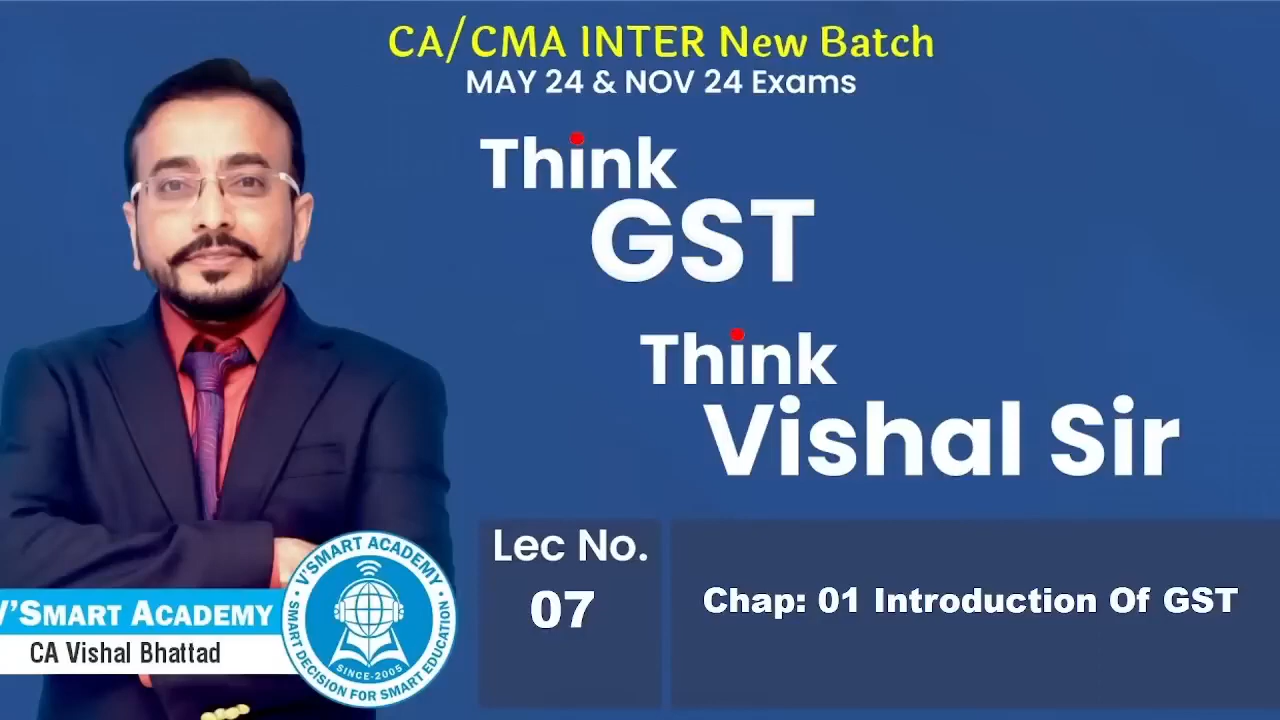 CA/CMA INTER New Batch
MAY 24 & NOV 24 Exams
Think
GST
Think
Vishal Sir
Lec No.
07
Chap: 01 Introduction Of GST
V'SMART ACADEMY
CA Vishal Bhattad
V'SMART ACADEMY
SINCE-2005
SMART DECISION FOR SMART EDUCATION